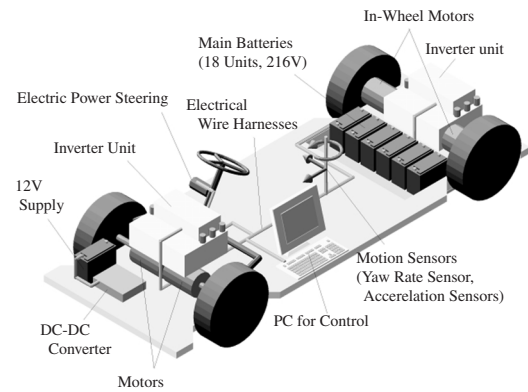 In-Wheel Motors
Main Batteries
(18 Units, 216V)
Inverter unit
Electric Power Steering
Electrical
Wire Harnesses
Inverter Unit
12V
Supply
Motion Sensors
(Yaw Rate Sensor,
Accerelation Sensors)
PC for Control
DC-DC
Converter
Motors